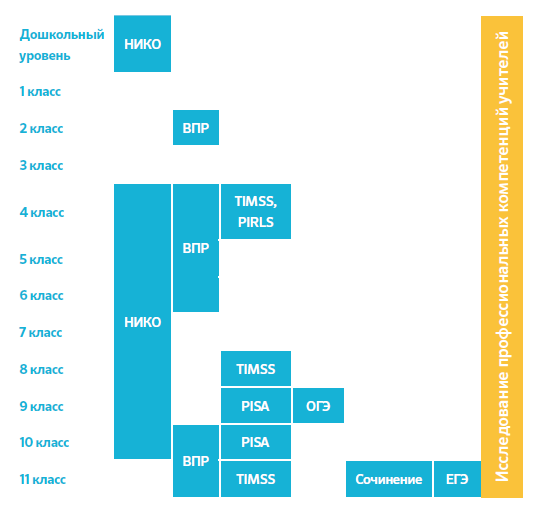 Дошкольный
уровень
НИКО
1 класс
2 класс
ВПР
3 класс
4 класс
TIMSS,
PIRLS
ВПР
5 класс
6 класс
НИКО
7 класс
8 класс
TIMSS
9 класс
PISA
ОГЭ
10 класс
PISA
ВПР
11 класс
TIMSS
Сочинение
ЕГЭ
Исследование профессиональных компетенций учителей